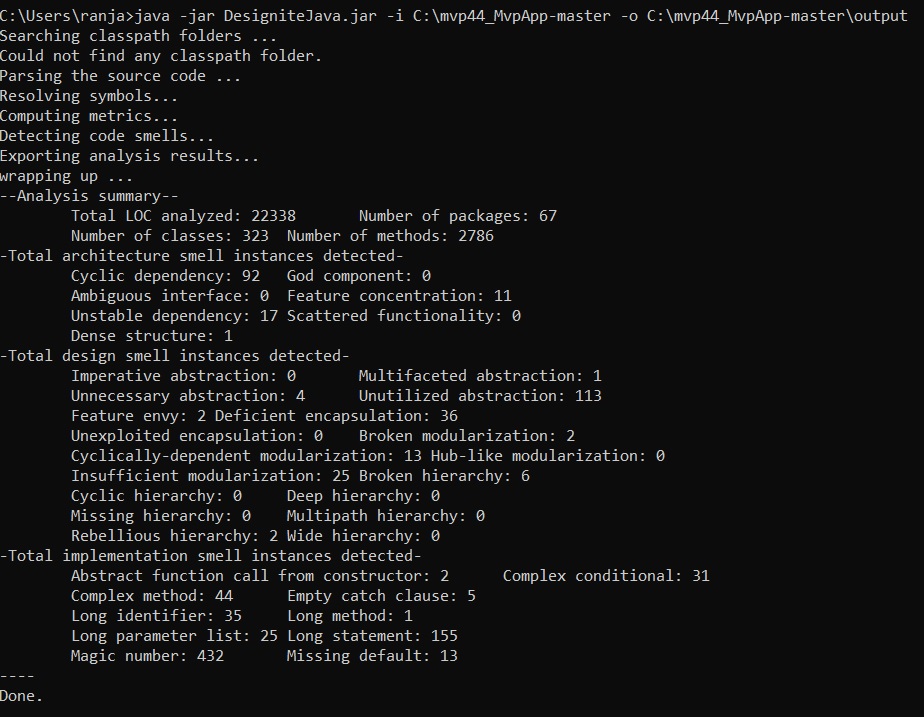 C:\Users\ranja>java -jar DesigniteJava.jar -i C:\mvp44_MvpApp-master -o C:\mvp44_MvpApp-master\output
Searching classpath folders ...
Could not find any classpath folder.
Parsing the source code ...
Resolving symbols...
Computing metrics...
Detecting code smells...
Exporting analysis results...
wrapping up ...
--Analysis summary--
        Total LOC analyzed: 22338       Number of packages: 67
        Number of classes: 323  Number of methods: 2786
-Total architecture smell instances detected-
        Cyclic dependency: 92   God component: 0
        Ambiguous interface: 0  Feature concentration: 11
        Unstable dependency: 17 Scattered functionality: 0
        Dense structure: 1
-Total design smell instances detected-
        Imperative abstraction: 0       Multifaceted abstraction: 1
        Unnecessary abstraction: 4      Unutilized abstraction: 113
        Feature envy: 2 Deficient encapsulation: 36
        Unexploited encapsulation: 0    Broken modularization: 2
        Cyclically-dependent modularization: 13 Hub-like modularization: 0
        Insufficient modularization: 25 Broken hierarchy: 6
        Cyclic hierarchy: 0     Deep hierarchy: 0
        Missing hierarchy: 0    Multipath hierarchy: 0
        Rebellious hierarchy: 2 Wide hierarchy: 0
-Total implementation smell instances detected-
        Abstract function call from constructor: 2      Complex conditional: 31
        Complex method: 44      Empty catch clause: 5
        Long identifier: 35     Long method: 1
        Long parameter list: 25 Long statement: 155
        Magic number: 432       Missing default: 13
----
Done.